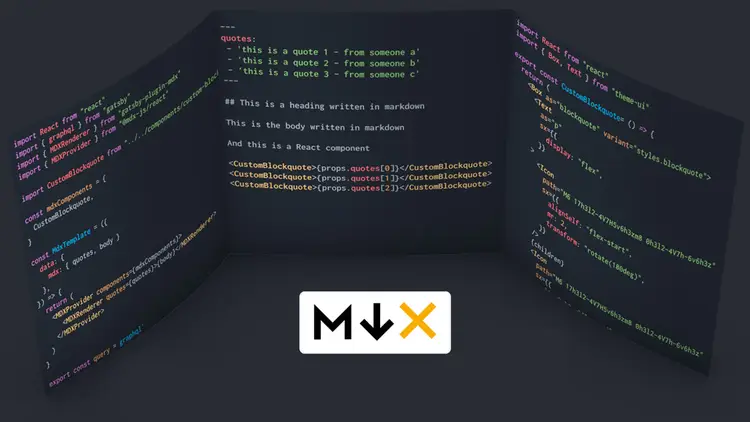 import React from "react"
import { graphql } from "gatsby"
import { MDXRenderer } from "gatsby-plugin-mdx"
import { MDXProvider } from "@mdx-js/react"
import CustomBlockquote from "../../components/custom-block
const mdxComponents = {
CustomBlockquote,
}
const MdxTemplate = ({
data: {
mdx: { quotes, body }
},
}) => {
return (
<MDXProvider components={mdxComponents}>
<MDXRenderer quotes={quotes}>{body}</MDXRenderer>
</MDXProvider>
)
}
export const query = graphql`
---
quotes:
- 'this is a quote 1 - from someone a'
- 'this is a quote 2 - from someone b'
- 'this is a quote 3 - from someone c'
---
## This is a heading written in markdown
This is the body written in markdown
And this is a React component
<CustomBlockquote>{props.quotes[0]}</CustomBlockquote>
<CustomBlockquote>{props.quotes[1]}</CustomBlockquote>
<CustomBlockquote>{props.quotes[2]}</CustomBlockquote>
import React from "react"
import { Box, Text } from "theme-ui"
export const CustomBlockquote= () => {
return (
<Box as="blockquote" variant="styles.blockquote">
<Text
as="p"
sx={{
display: "flex",
}}
>
<Icon
path="M6 17h3l2-4V7H5v6h3zm8 0h3l2-4V7h-6v6h3z"
sx={{
alignSelf: "flex-start",
mr: 2,
transform: "rotate(180deg)",
}}
/>
{children}
<Icon
path="M6 17h3l2-4V7H5v6h3zm8 0h3l2-4V7h-6v6h3z"
sx={{
M↓X